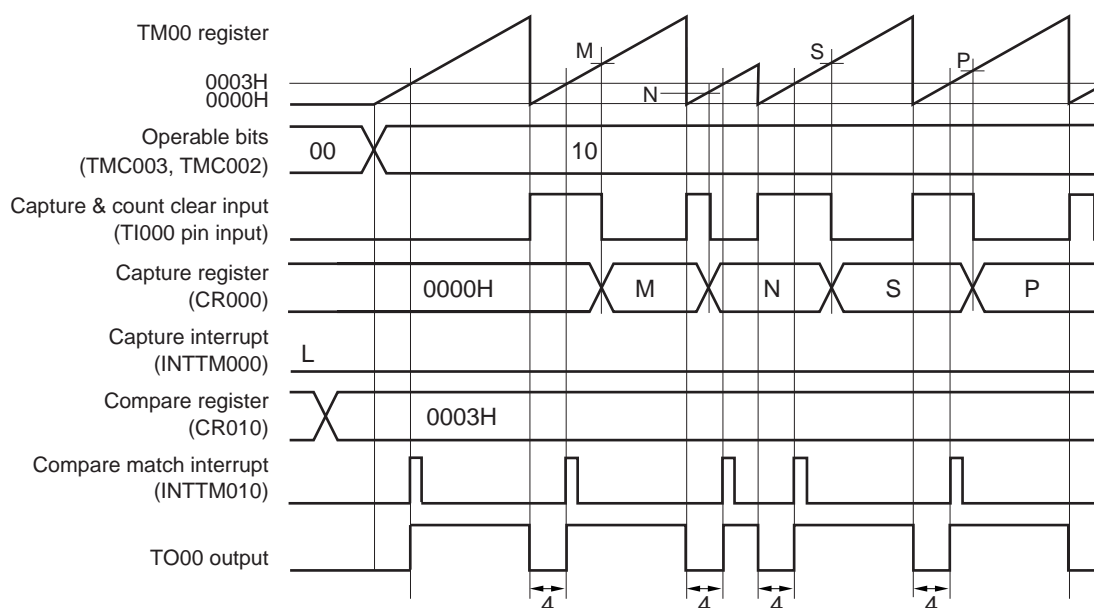 TM00 register
M
S
P
0003H
N
0000H
Operable bits
(TMC003, TMC002)
00
10
Capture & count clear input
(TI000 pin input)
Capture register
(CR000)
0000H
M
N
S
P
Capture interrupt
(INTTM000)
L
Compare register
(CR010)
0003H
Compare match interrupt
(INTTM010)
TO00 output
4
4
4
4